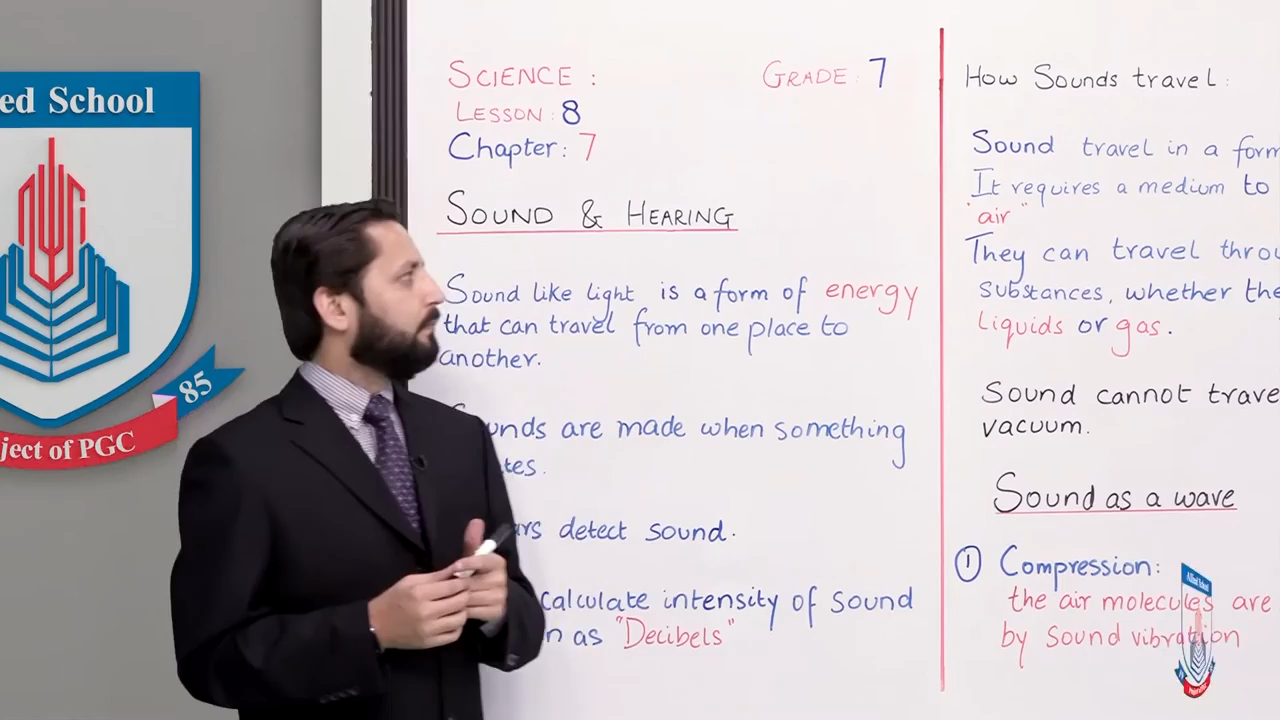 ed School
85
ject of PGC
SCIENCE :
GRADE: 7
LESSON: 8
Chapter: 7
SOUND & HEARING
Sound like light is a form of energy
that can travel from one place to
another.
unds are made when something
tes.
ars detect sound.
calculate intensity of sound
n as "Decibels"
How Sounds travel:
Sound travel in a form
It requires a medium to
"air"
They can travel throu
substances, whether the
liquids or gas.
Sound cannot trave
vacuum.
Sound as a wave
① Compression:
the air molecules are
by sound vibration
Allied School